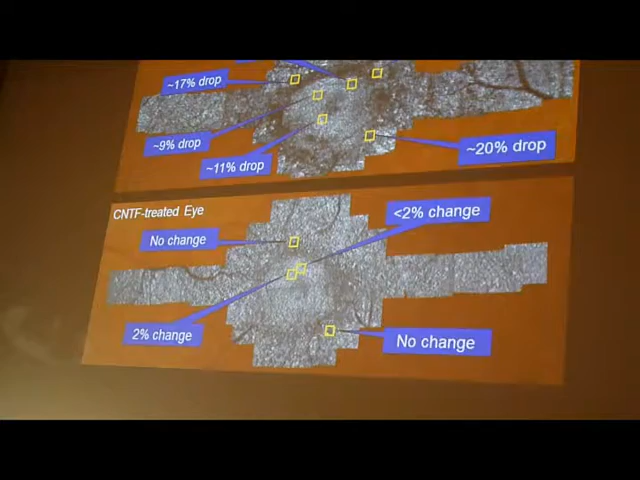 ~17% drop
~9% drop
~11% drop
~20% drop
CNTF-treated Eye
<2% change
No change
2% change
No change